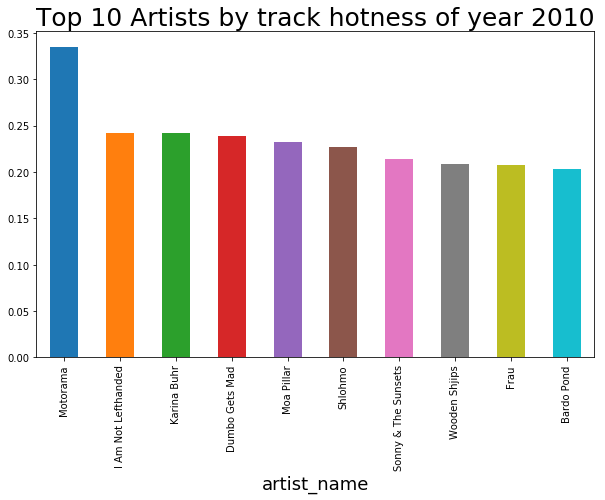 Top 10 Artists by track hotness of year 2010
0.35
0.30
0.25
0.20
0.15
0.10
0.05
0.00
Motorama
I Am Not Lefthanded
Karina Buhr
Dumbo Gets Mad
Moa Pillar
Shlohmo
Sonny & The Sunsets
Wooden Shjips
Frau
Bardo Pond
artist_name